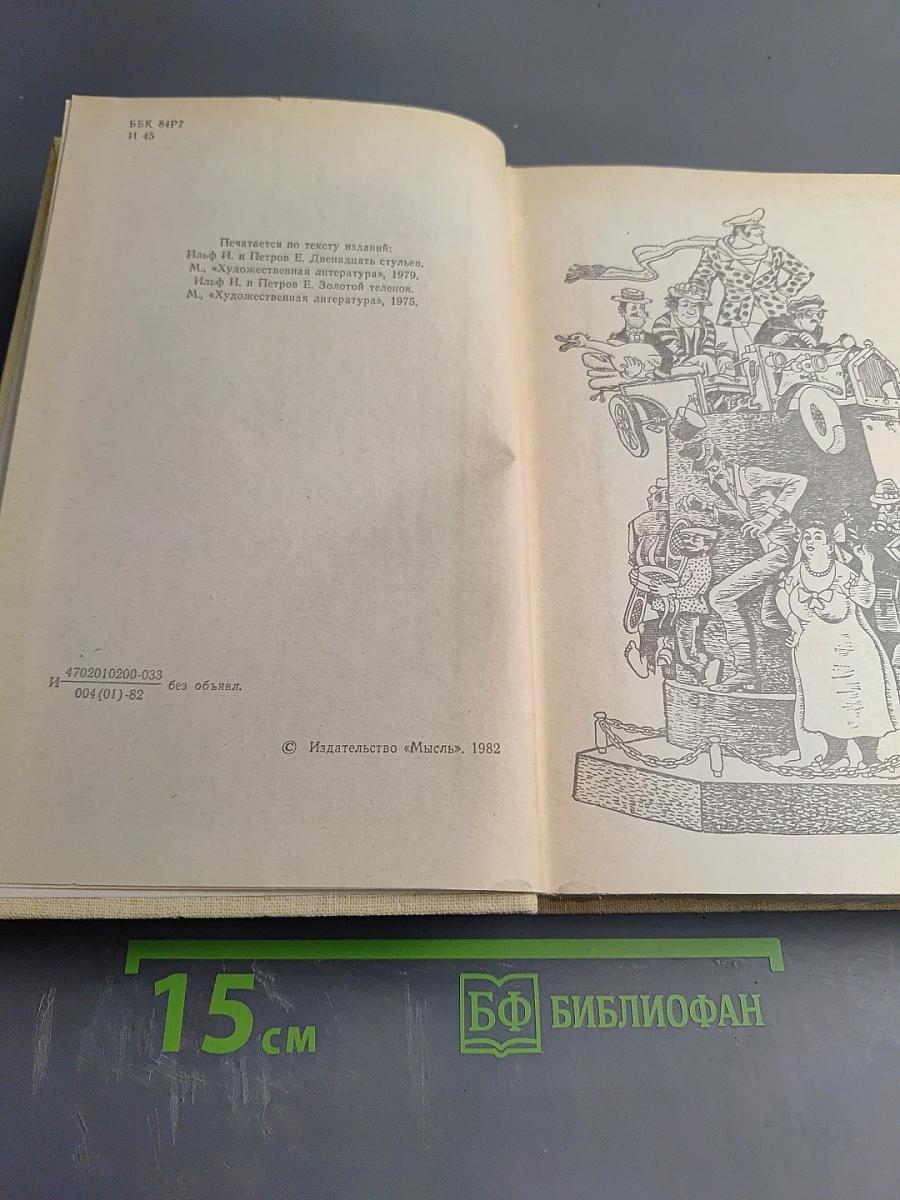 ББК 84Р7
И 45
Печатается по тексту изданий:
Ильф И. и Петров Е. Двенадцать стульев.
М., «Художественная литература», 1979.
Ильф И. и Петров Е. Золотой теленок.
М., «Художественная литература», 1975.
И 4702010200-033
004(01)-82 без объявл.
© Издательство «Мысль». 1982
15 см
БФ БИБЛИОФАН